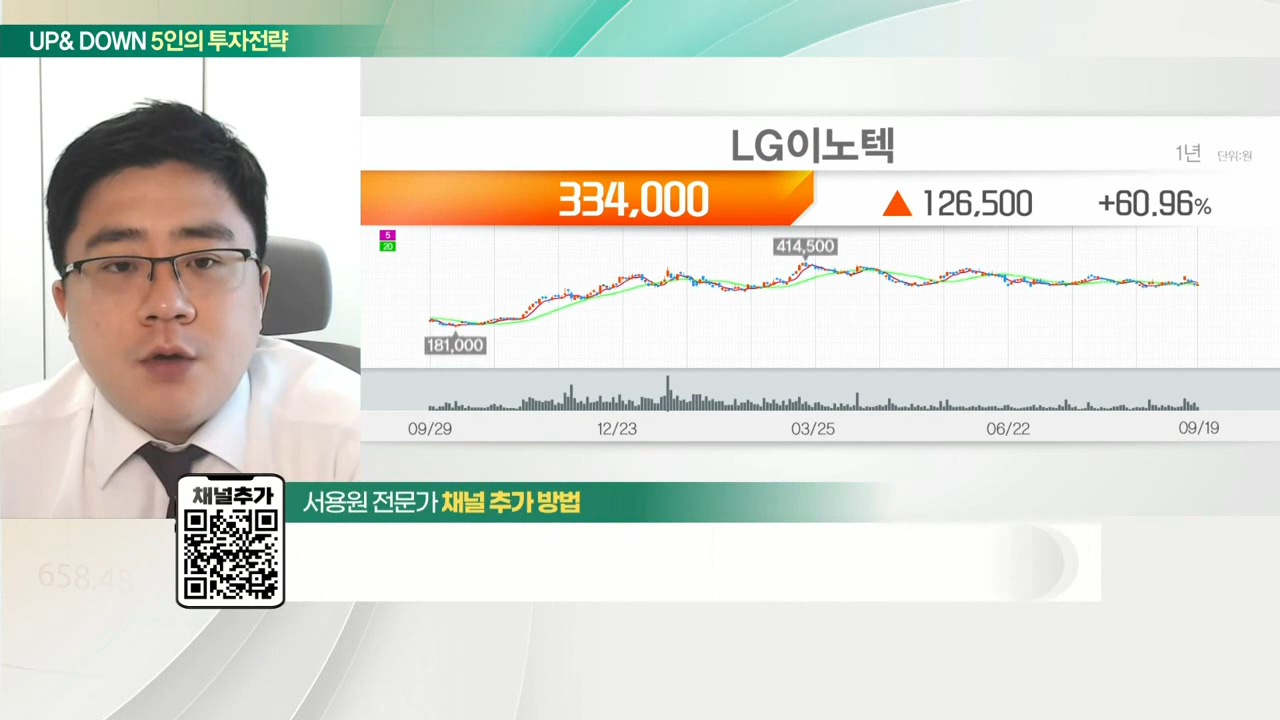 UP& DOWN 5인의 투자전략
LG이노텍
1년 단위:원
334,000 ▲ 126,500 +60.96%
5
20
414,500
181,000
09/29 12/23 03/25 06/22 09/19
채널추가
서용원 전문가 채널 추가 방법
658.48